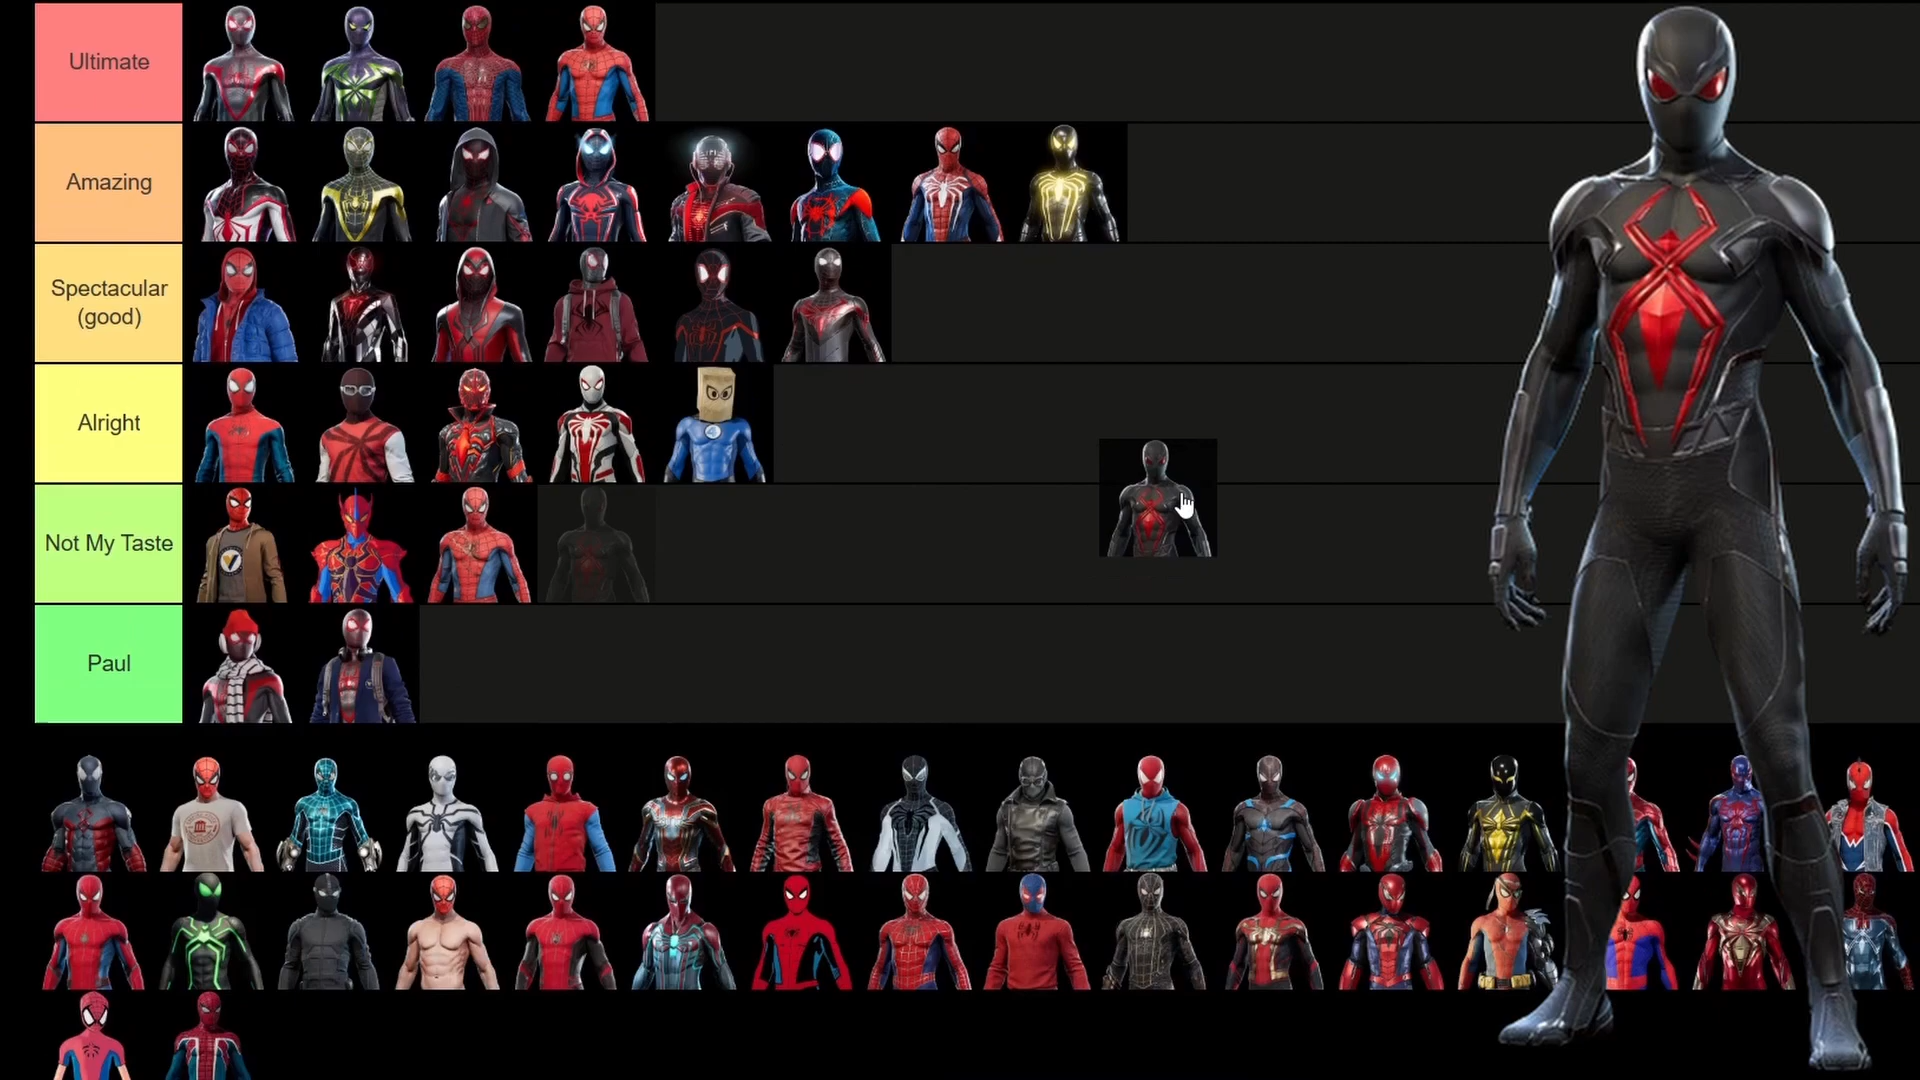 Ultimate
Amazing
Spectacular
(good)
Alright
Not My Taste
Paul